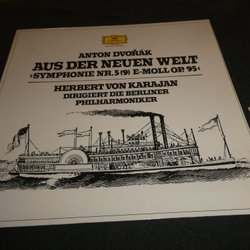 ANTON DVOŘÁK
AUS DER NEUEN WELT
›SYMPHONIE NR. 5 (9) E-MOLL OP. 95‹
HERBERT VON KARAJAN
DIRIGIERT DIE BERLINER
PHILHARMONIKER